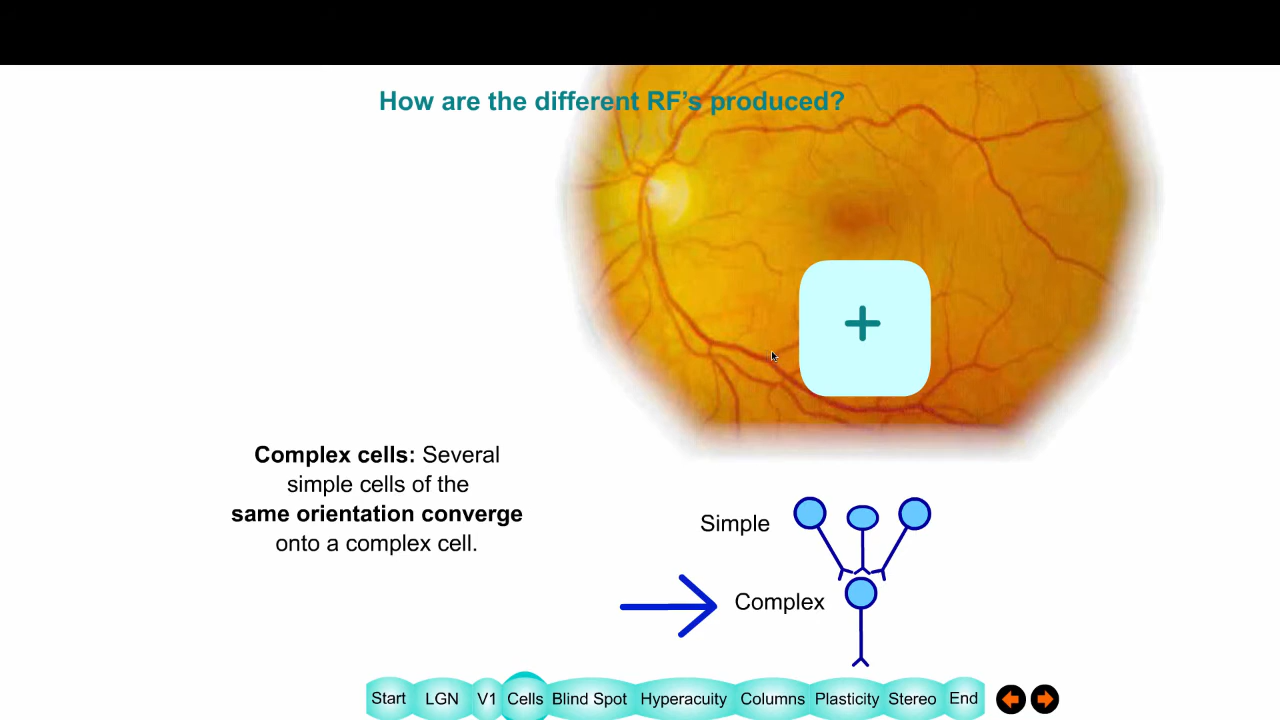 How are the different RF's produced?
+
Complex cells: Several
simple cells of the
same orientation converge
onto a complex cell.
Simple
Complex
Start LGN V1 Cells Blind Spot Hyperacuity Columns Plasticity Stereo End